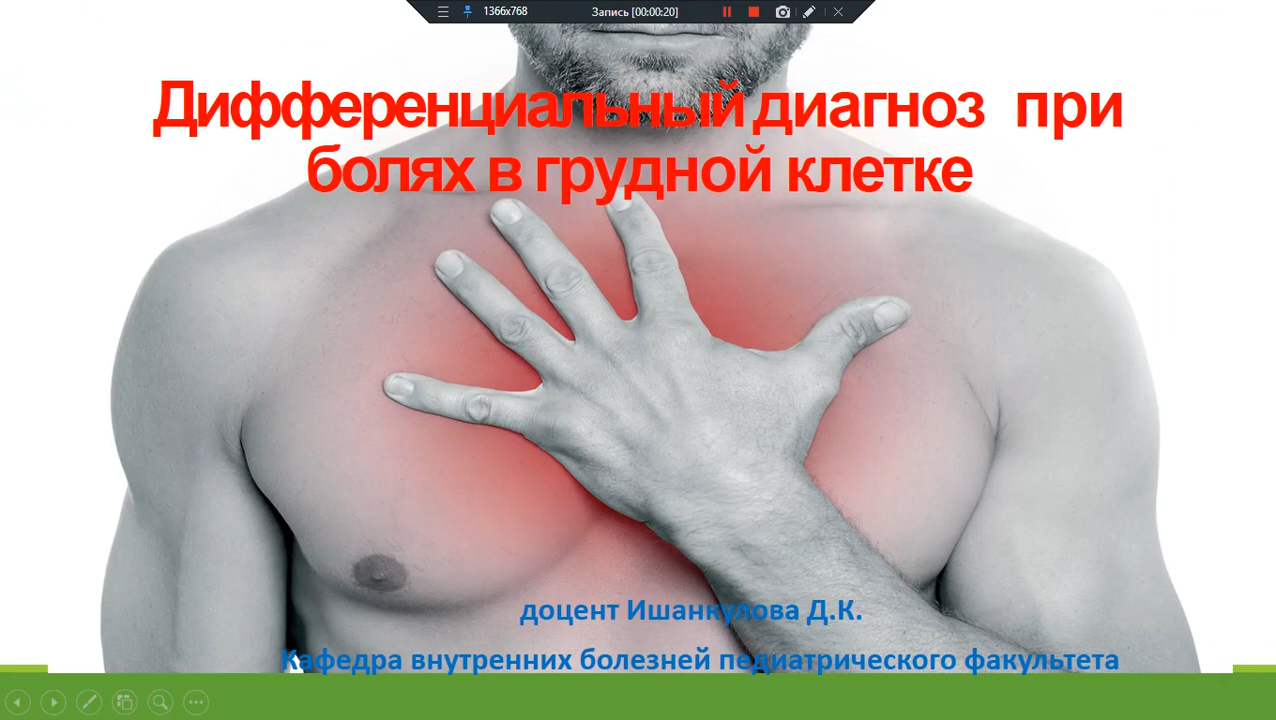 1366x768 Запись [00:00:20]
Дифференциальный диагноз при
болях в грудной клетке
доцент Ишанкулова Д.К.
Кафедра внутренних болезней педиатрического факультета